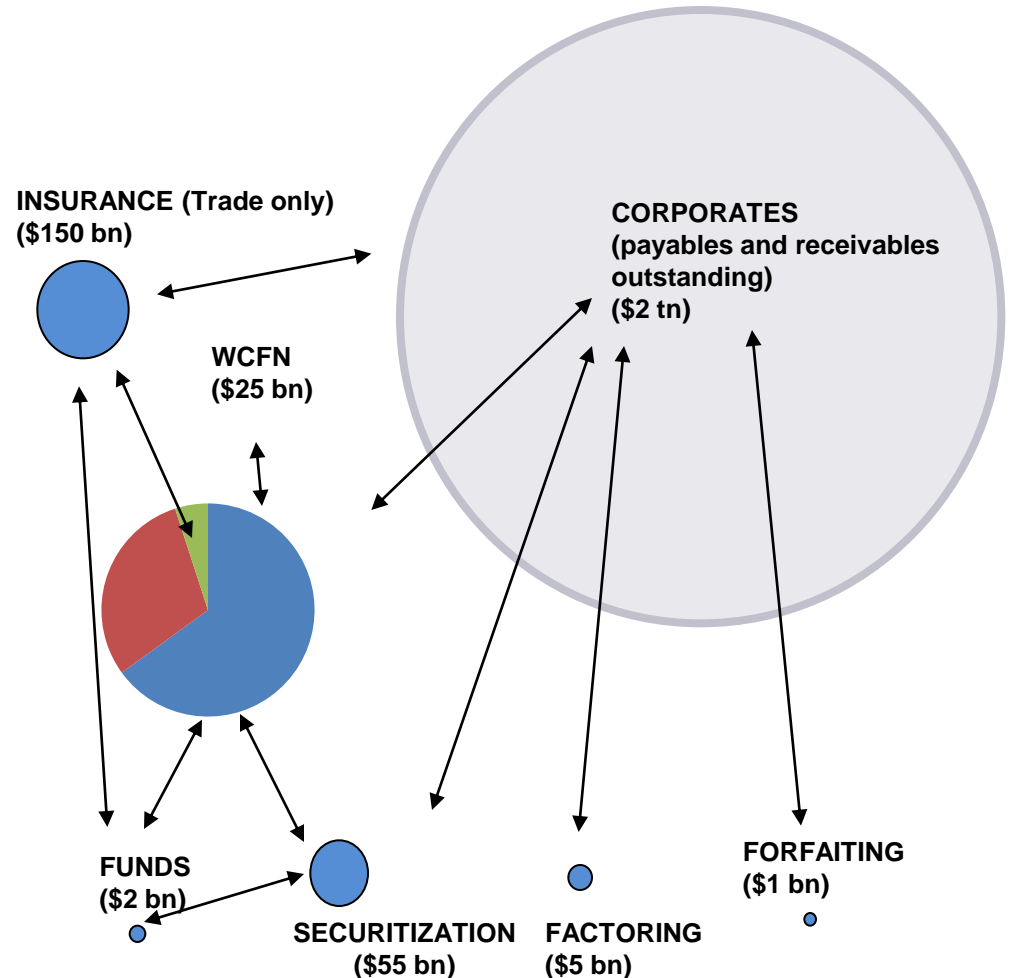 INSURANCE (Trade only)
($150 bn)
CORPORATES
(payables and receivables
outstanding)
($2 tn)
WCFN
($25 bn)
FUNDS
($2 bn)
SECURITIZATION
($55 bn)
FACTORING
($5 bn)
FORFAITING
($1 bn)